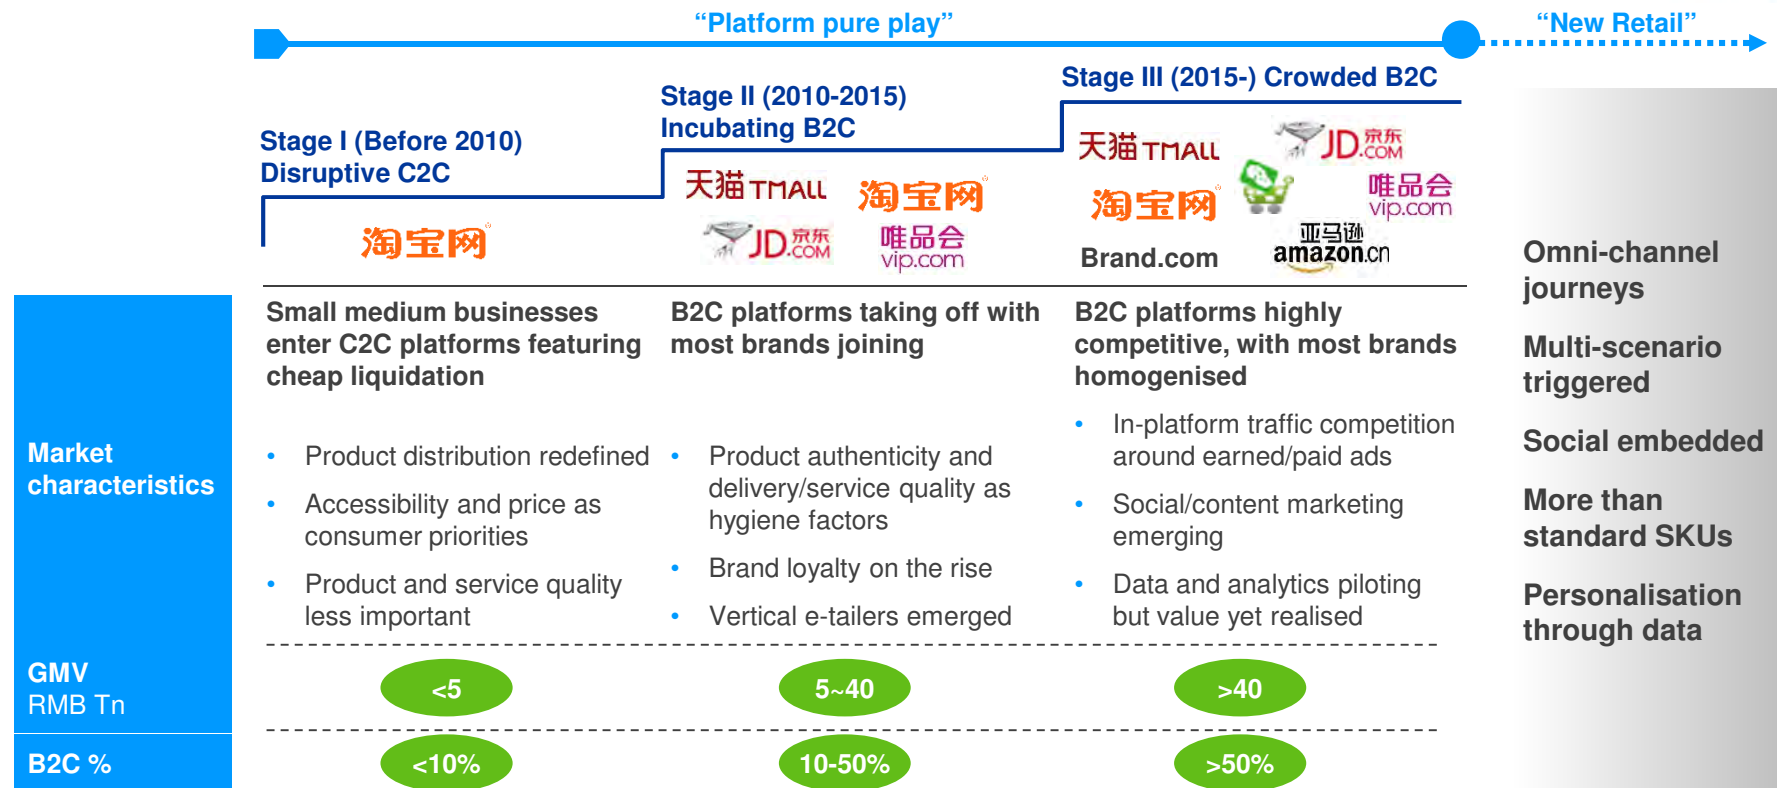 “Platform pure play”
“New Retail”
Stage I (Before 2010)
Disruptive C2C
淘宝网
Stage II (2010-2015)
Incubating B2C
天猫 TMALL
淘宝网
JD.COM 京东
唯品会
vip.com
Stage III (2015-) Crowded B2C
天猫 TMALL
JD.COM 京东
淘宝网
唯品会
vip.com
Brand.com
亚马逊
amazon.cn
Market
characteristics
Small medium businesses
enter C2C platforms featuring
cheap liquidation
• Product distribution redefined
• Accessibility and price as
consumer priorities
• Product and service quality
less important
B2C platforms taking off with
most brands joining
• Product authenticity and
delivery/service quality as
hygiene factors
• Brand loyalty on the rise
• Vertical e-tailers emerged
B2C platforms highly
competitive, with most brands
homogenised
• In-platform traffic competition
around earned/paid ads
• Social/content marketing
emerging
• Data and analytics piloting
but value yet realised
GMV
RMB Tn
<5
5~40
>40
B2C %
<10%
10-50%
>50%
Omni-channel
journeys
Multi-scenario
triggered
Social embedded
More than
standard SKUs
Personalisation
through data